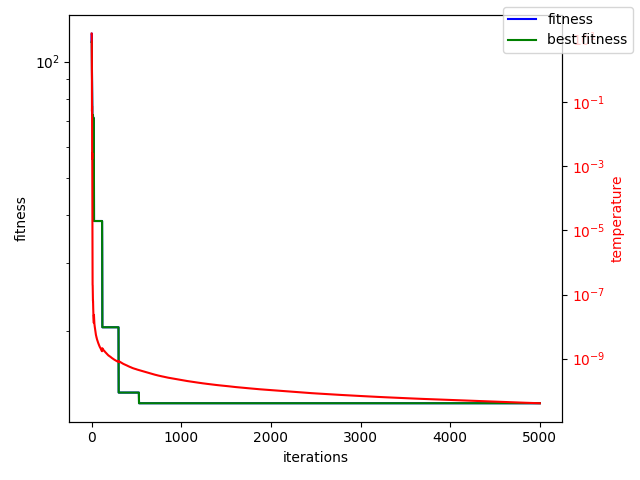 fitness
best fitness
10²
fitness
10⁻¹
10⁻³
10⁻⁵
10⁻⁷
10⁻⁹
temperature
0 1000 2000 3000 4000 5000
iterations